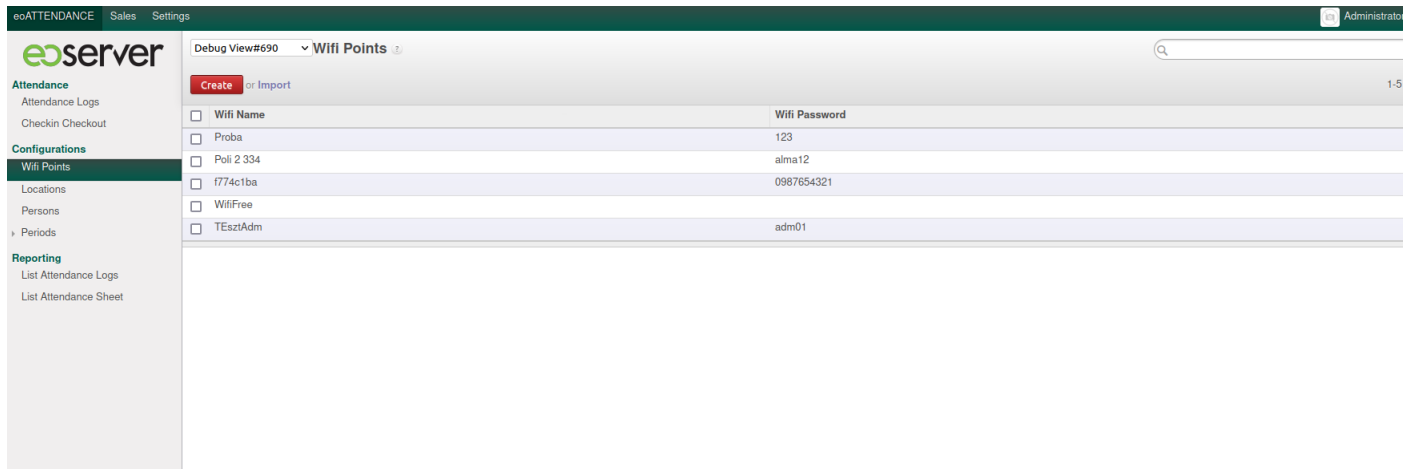 eoATTENDANCE Sales Settings Administrator
eoserver
Debug View#690 Wifi Points ?
Create or Import 1-5
Attendance
Attendance Logs
Checkin Checkout
Configurations
Wifi Points
Locations
Persons
Periods
Reporting
List Attendance Logs
List Attendance Sheet
Wifi Name Wifi Password
Proba 123
Poli 2 334 alma12
f774c1ba 0987654321
WifiFree
TEsztAdm adm01